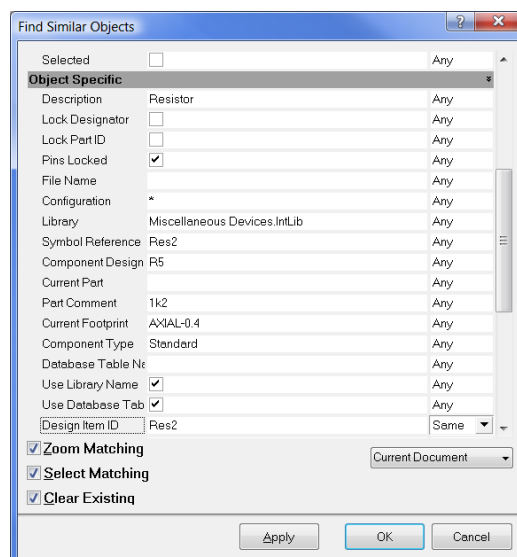 Find Similar Objects
Selected Any
Object Specific
Description Resistor Any
Lock Designator Any
Lock Part ID Any
Pins Locked Any
File Name Any
Configuration * Any
Library Miscellaneous Devices.IntLib Any
Symbol Reference Res2 Any
Component Design R5 Any
Current Part Any
Part Comment 1k2 Any
Current Footprint AXIAL-0.4 Any
Component Type Standard Any
Database Table Na Any
Use Library Name Any
Use Database Tab Any
Design Item ID Res2 Same
Zoom Matching
Current Document
Select Matching
Clear Existing
Apply OK Cancel